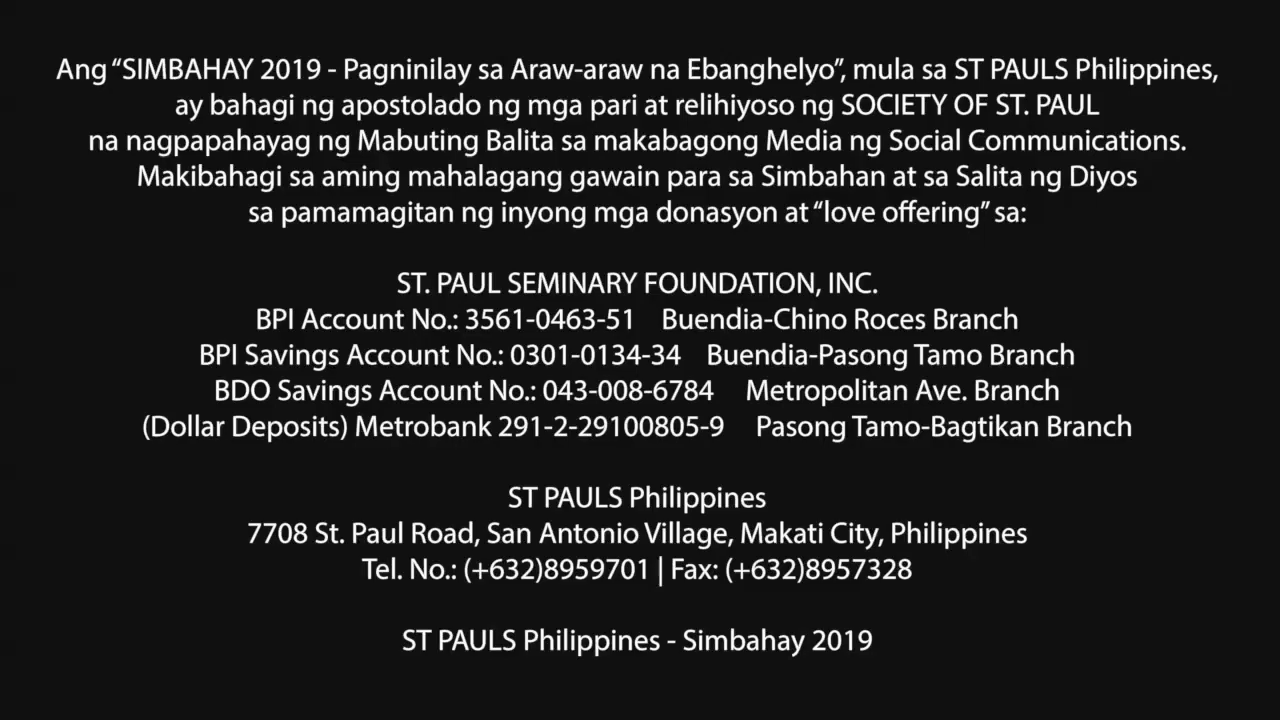 Ang “SIMBAHAY 2019 - Pagninilay sa Araw-araw na Ebanghelyo”, mula sa ST PAULS Philippines,
ay bahagi ng apostolado ng mga pari at relihiyoso ng SOCIETY OF ST. PAUL
na nagpapahayag ng Mabuting Balita sa makabagong Media ng Social Communications.
Makibahagi sa aming mahalagang gawain para sa Simbahan at sa Salita ng Diyos
sa pamamagitan ng inyong mga donasyon at “love offering” sa:
ST. PAUL SEMINARY FOUNDATION, INC.
BPI Account No.: 3561-0463-51 Buendia-Chino Roces Branch
BPI Savings Account No.: 0301-0134-34 Buendia-Pasong Tamo Branch
BDO Savings Account No.: 043-008-6784 Metropolitan Ave. Branch
(Dollar Deposits) Metrobank 291-2-29100805-9 Pasong Tamo-Bagtikan Branch
ST PAULS Philippines
7708 St. Paul Road, San Antonio Village, Makati City, Philippines
Tel. No.: (+632)8959701 | Fax: (+632)8957328
ST PAULS Philippines - Simbahay 2019